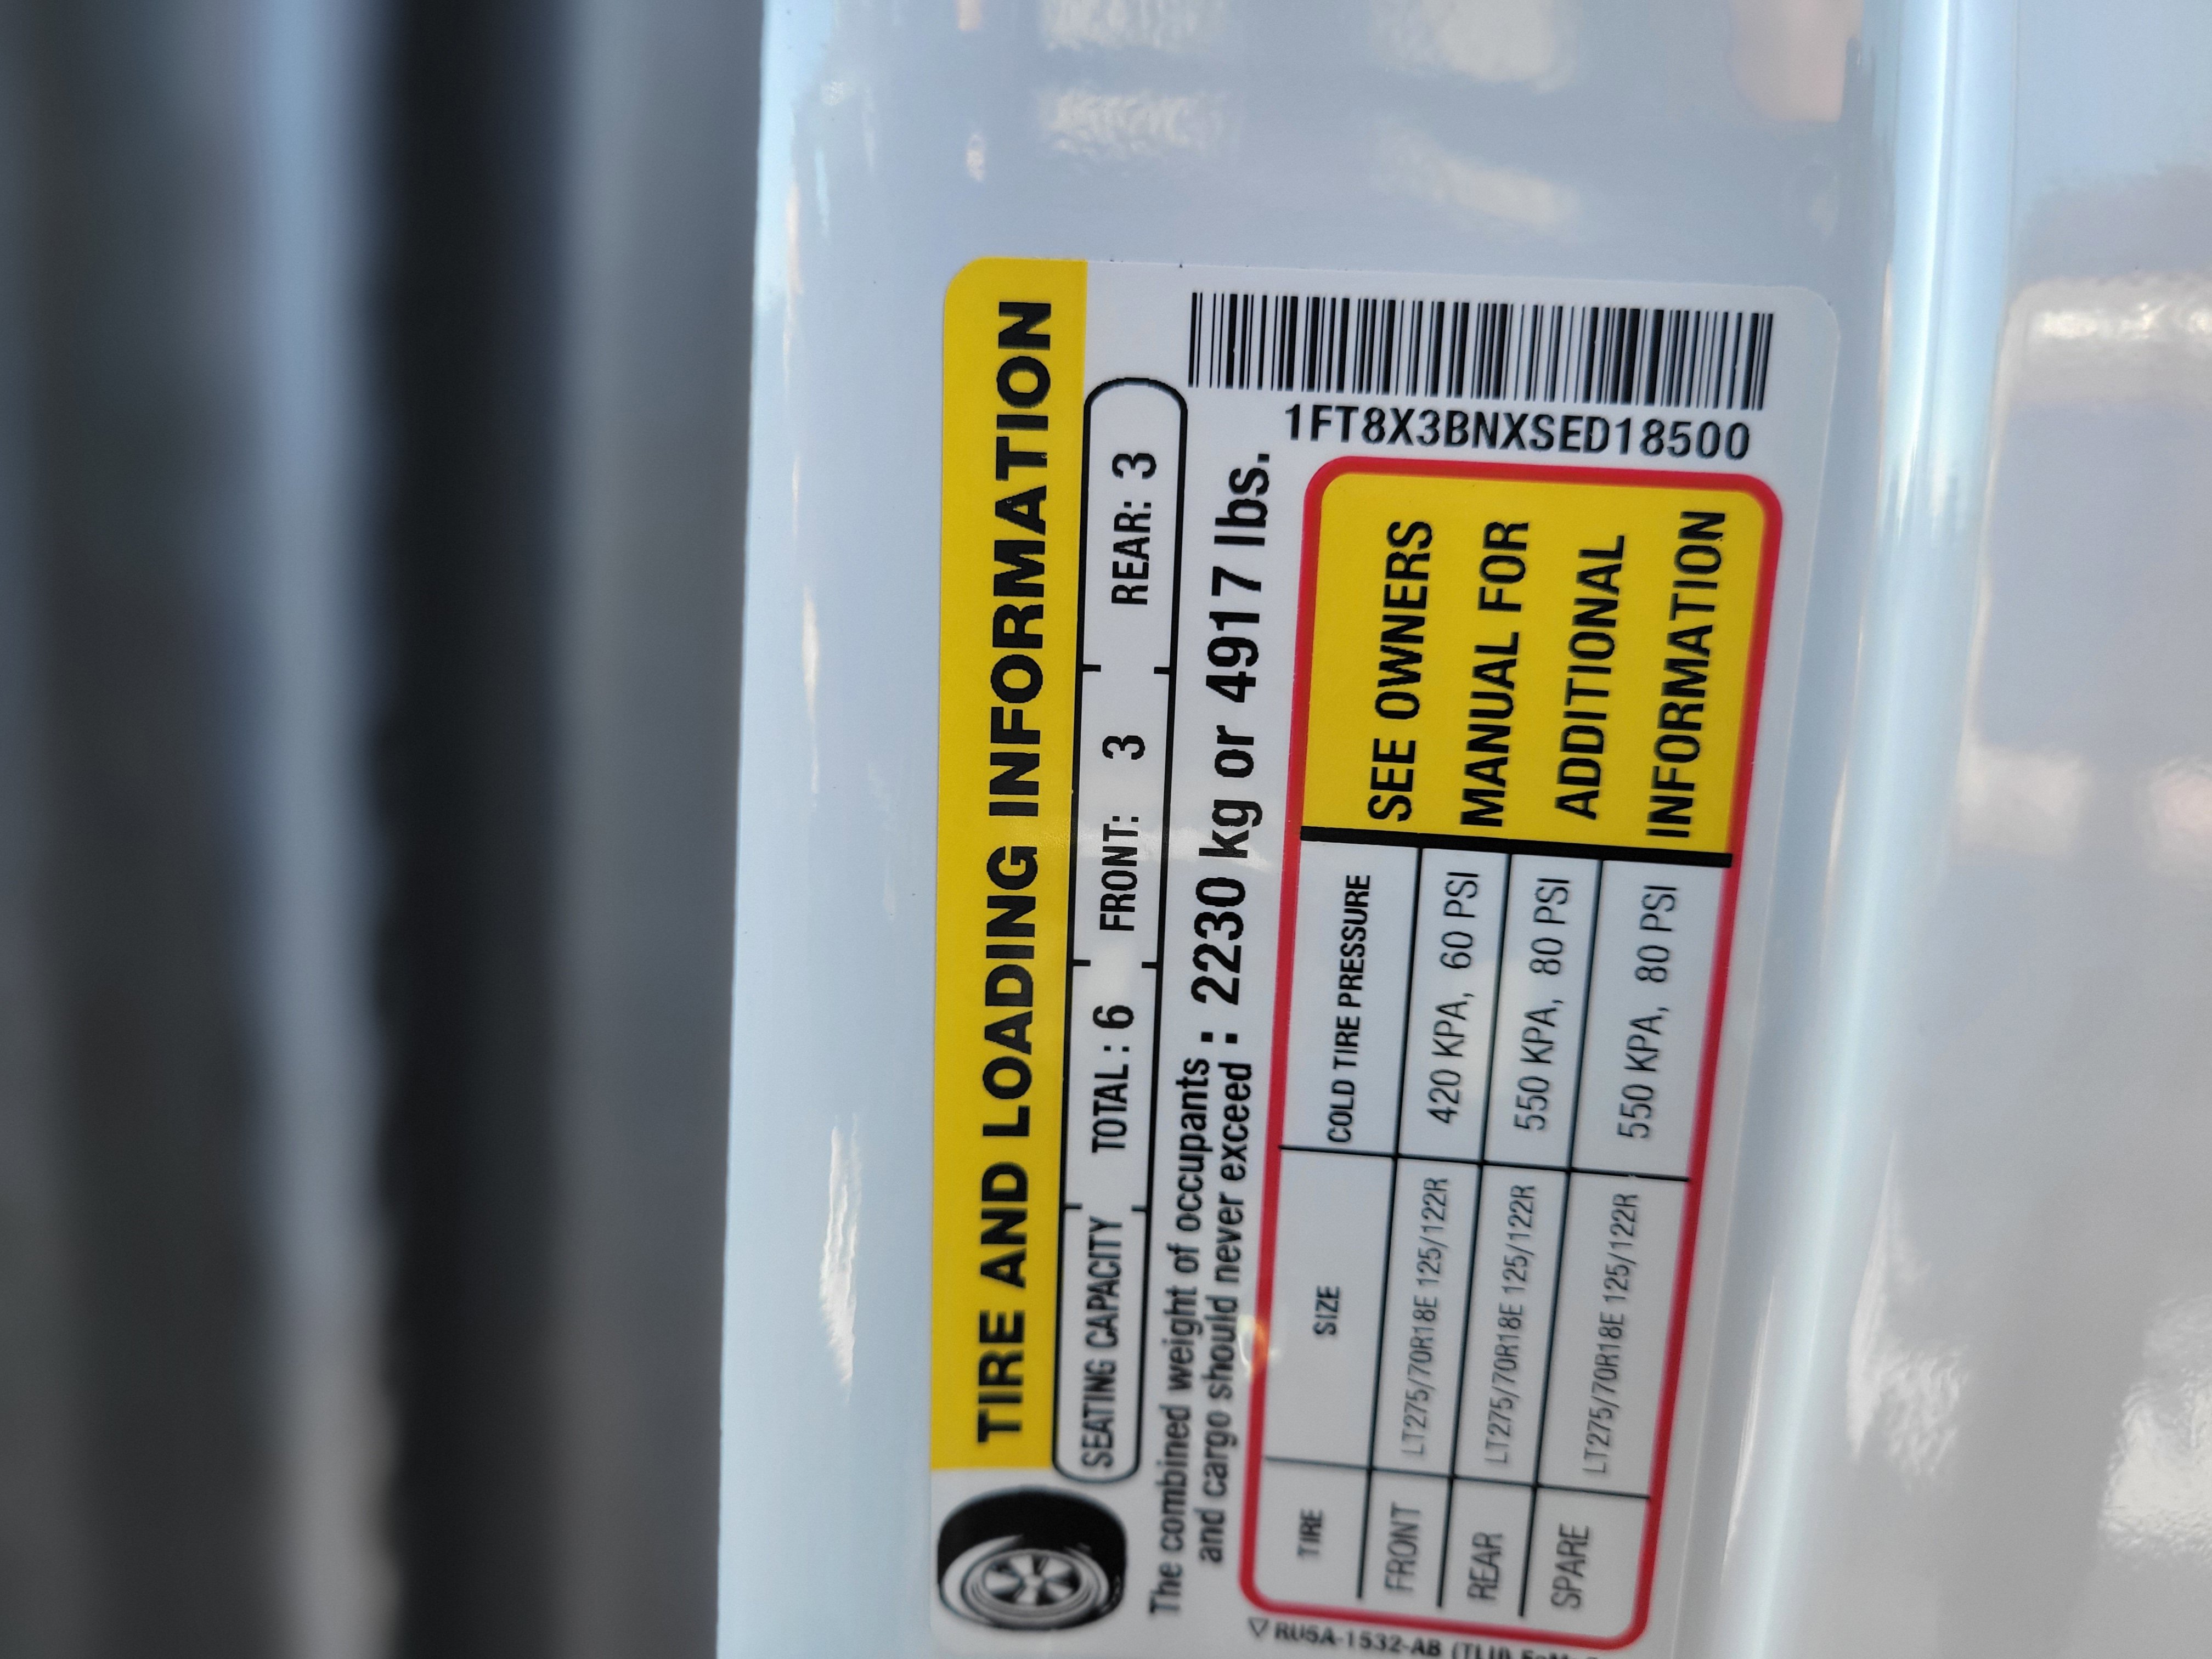 TIRE AND LOADING INFORMATION
SEATING CAPACITY TOTAL : 6 FRONT: 3 REAR: 3
The combined weight of occupants : 2230 kg or 4917 lbs.
and cargo should never exceed :
1FT8X3BNXSED18500
TIRE SIZE COLD TIRE PRESSURE
FRONT LT275/70R18E 125/122R 420 KPA, 60 PSI
REAR LT275/70R18E 125/122R 550 KPA, 80 PSI
SPARE LT275/70R18E 125/122R 550 KPA, 80 PSI
SEE OWNERS
MANUAL FOR
ADDITIONAL
INFORMATION
RU5A-1532-AB